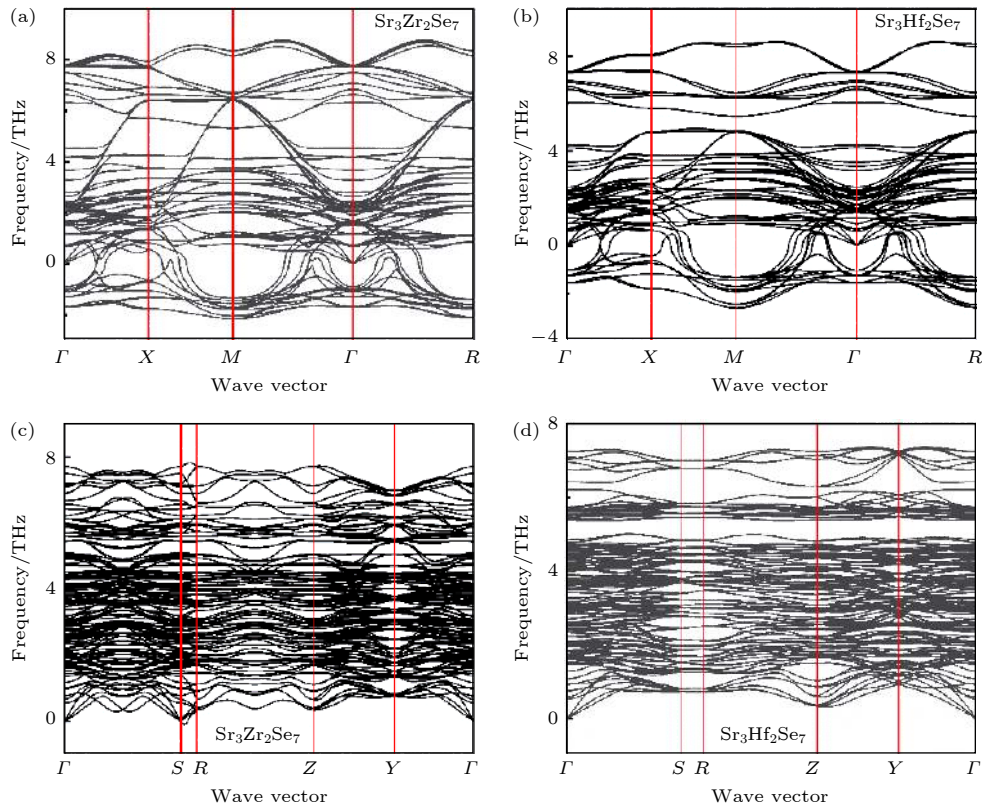 (a) Sr3Zr2Se7
8
4
0
Frequency/THz
Γ X M Γ R
Wave vector
(b) Sr3Hf2Se7
8
4
0
−4
Frequency/THz
Γ X M Γ R
Wave vector
(c)
8
4
0
Frequency/THz
Sr3Zr2Se7
Γ S R Z Y Γ
Wave vector
(d)
8
4
0
Frequency/THz
Sr3Hf2Se7
Γ S R Z Y Γ
Wave vector